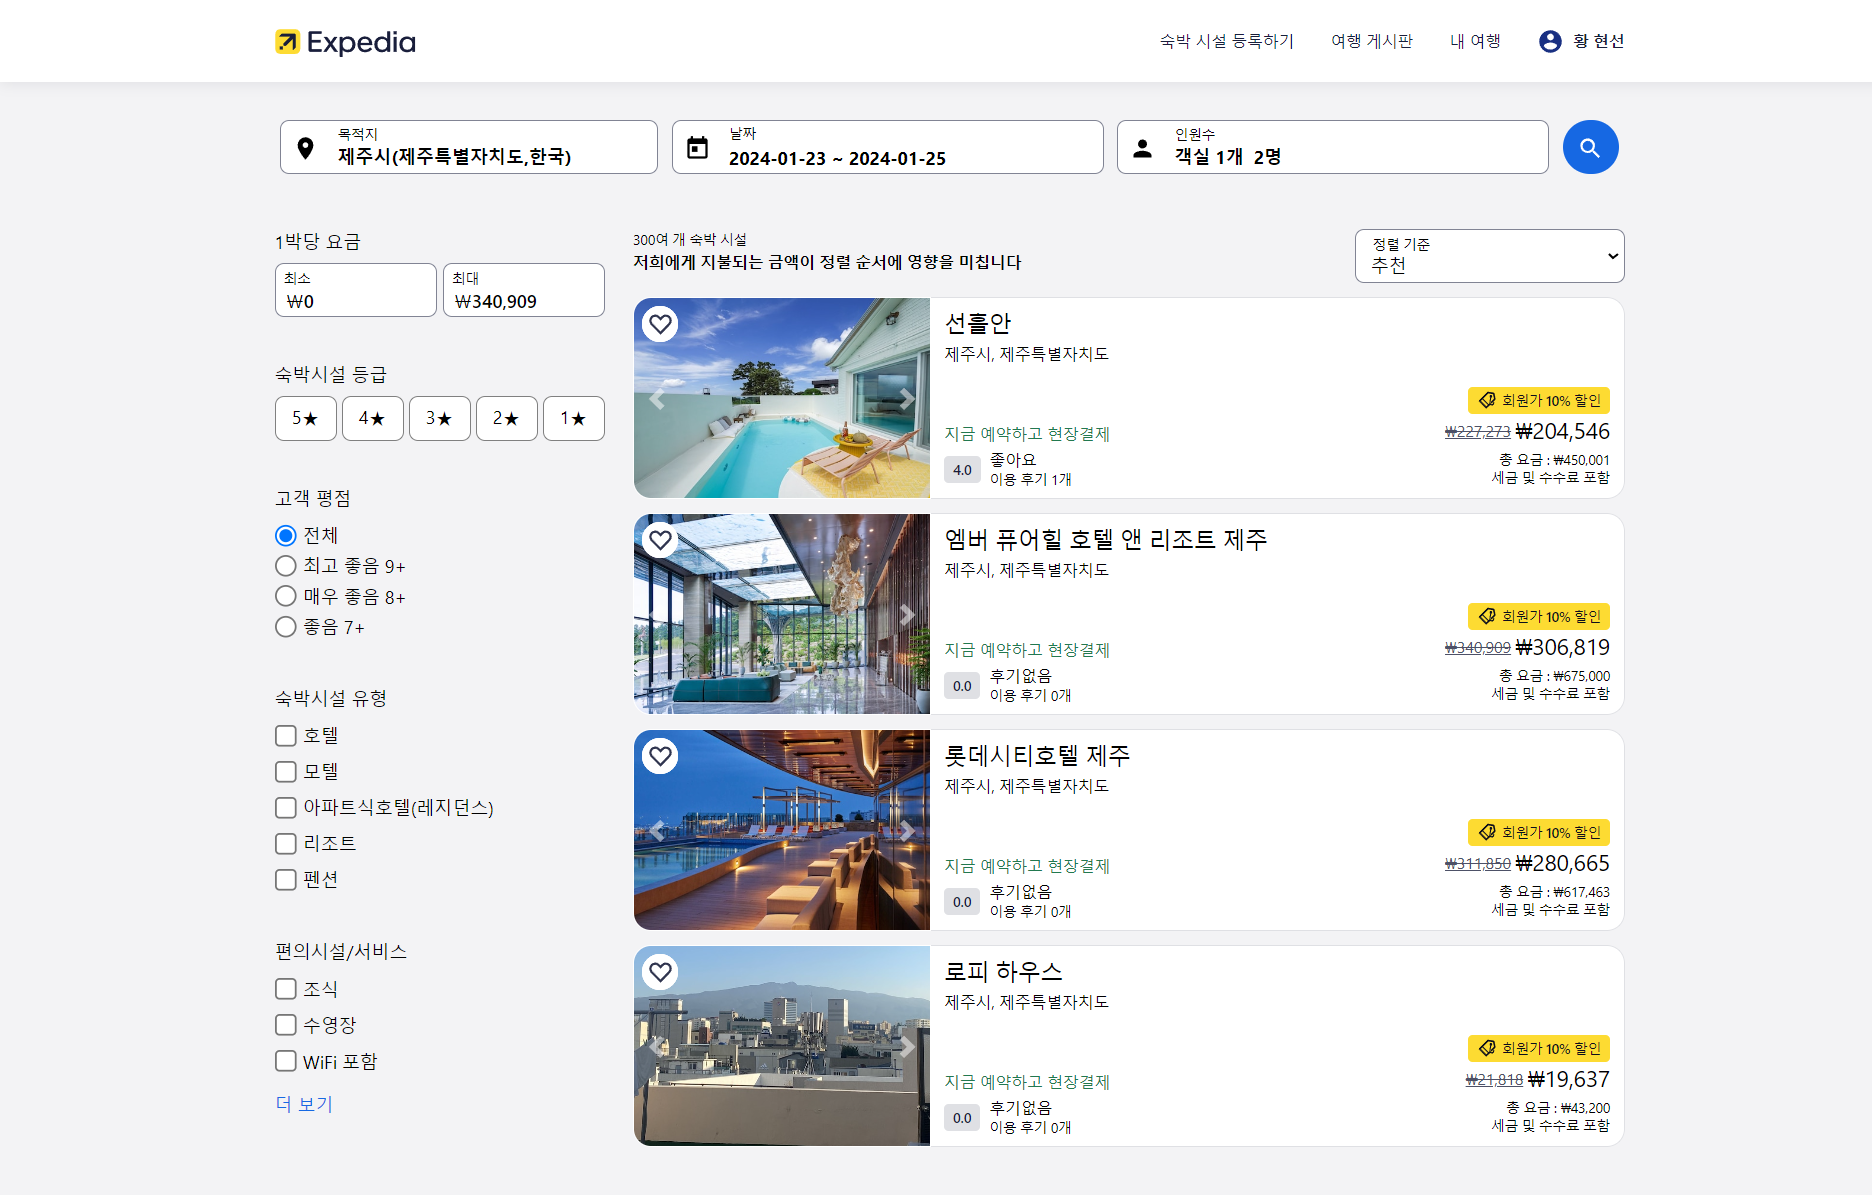 Expedia
숙박 시설 등록하기
여행 게시판
내 여행
황 현선
목적지
제주시(제주특별자치도,한국)
날짜
2024-01-23 ~ 2024-01-25
인원수
객실 1개 2명
1박당 요금
최소
₩0
최대
₩340,909
숙박시설 등급
5★
4★
3★
2★
1★
고객 평점
전체
최고 좋음 9+
매우 좋음 8+
좋음 7+
숙박시설 유형
호텔
모텔
아파트식호텔(레지던스)
리조트
펜션
편의시설/서비스
조식
수영장
WiFi 포함
더 보기
300여 개 숙박 시설
저희에게 지불되는 금액이 정렬 순서에 영향을 미칩니다
정렬 기준
추천
선흘안
제주시, 제주특별자치도
회원가 10% 할인
지금 예약하고 현장결제
₩227,273 ₩204,546
4.0
좋아요
이용 후기 1개
총 요금 : ₩450,001
세금 및 수수료 포함
엠버 퓨어힐 호텔 앤 리조트 제주
제주시, 제주특별자치도
회원가 10% 할인
지금 예약하고 현장결제
₩340,909 ₩306,819
0.0
후기없음
이용 후기 0개
총 요금 : ₩675,000
세금 및 수수료 포함
롯데시티호텔 제주
제주시, 제주특별자치도
회원가 10% 할인
지금 예약하고 현장결제
₩311,850 ₩280,665
0.0
후기없음
이용 후기 0개
총 요금 : ₩617,463
세금 및 수수료 포함
로피 하우스
제주시, 제주특별자치도
회원가 10% 할인
지금 예약하고 현장결제
₩21,818 ₩19,637
0.0
후기없음
이용 후기 0개
총 요금 : ₩43,200
세금 및 수수료 포함